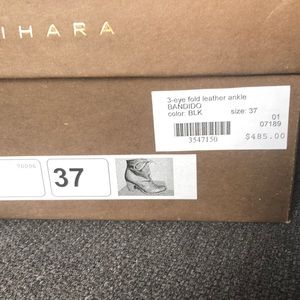 IHARA
3-eye fold leather ankle
BANDIDO
color: BLK size: 37 01
07189
3547150 $485.00
37